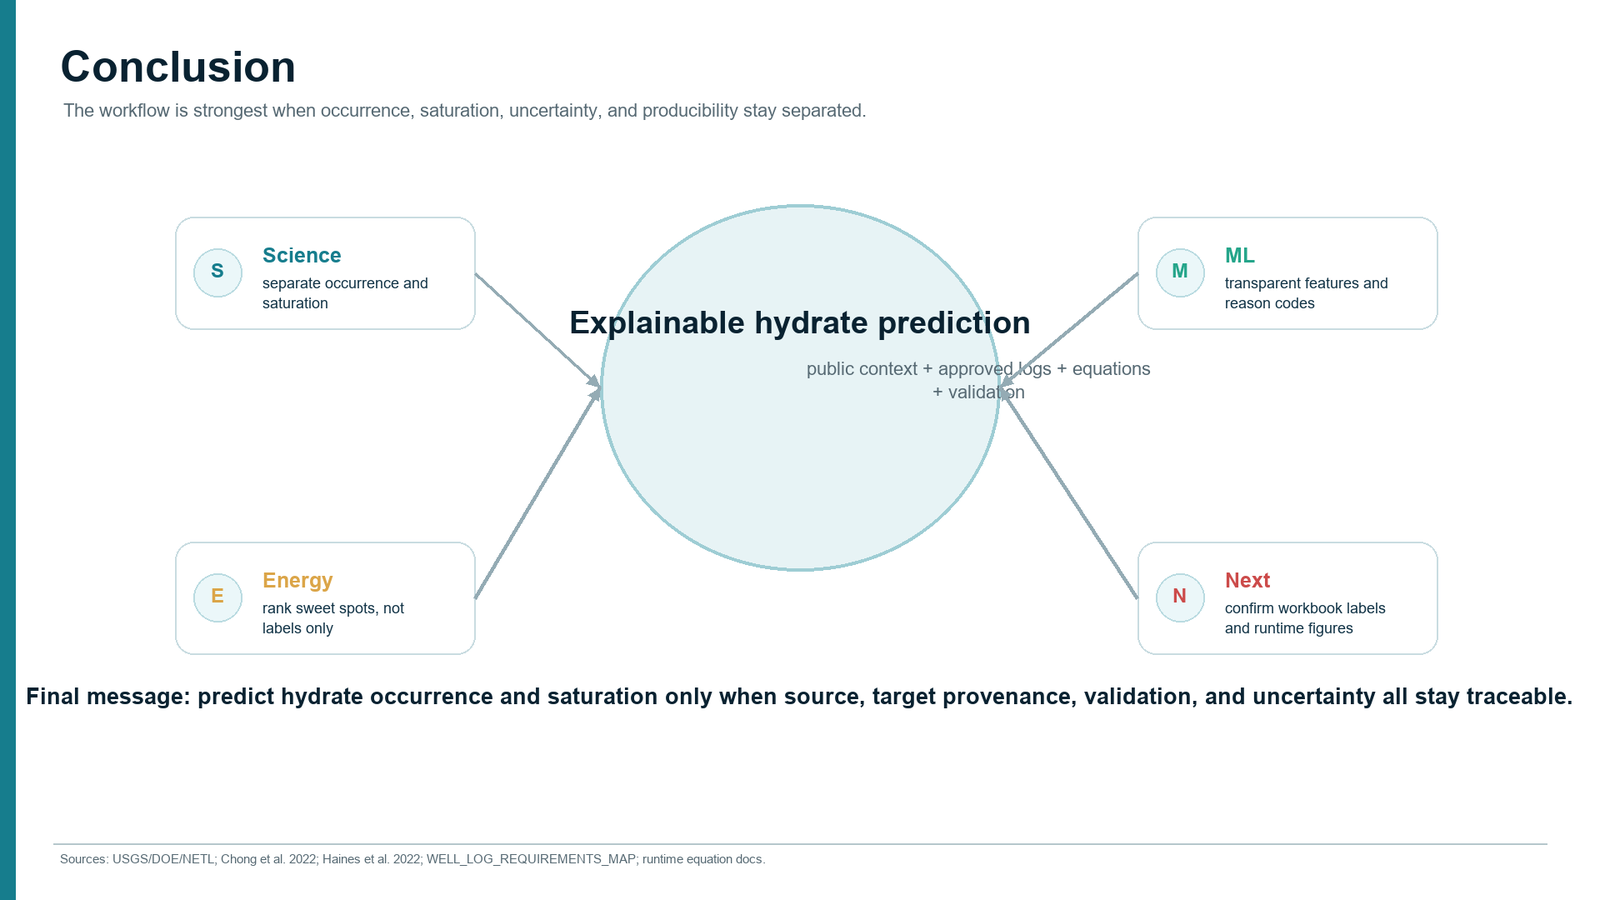 Conclusion
The workflow is strongest when occurrence, saturation, uncertainty, and producibility stay separated.
S
Science
separate occurrence and
saturation
M
ML
transparent features and
reason codes
Explainable hydrate prediction
public context + approved logs + equations
+ validation
E
Energy
rank sweet spots, not
labels only
N
Next
confirm workbook labels
and runtime figures
Final message: predict hydrate occurrence and saturation only when source, target provenance, validation, and uncertainty all stay traceable.
Sources: USGS/DOE/NETL; Chong et al. 2022; Haines et al. 2022; WELL_LOG_REQUIREMENTS_MAP; runtime equation docs.